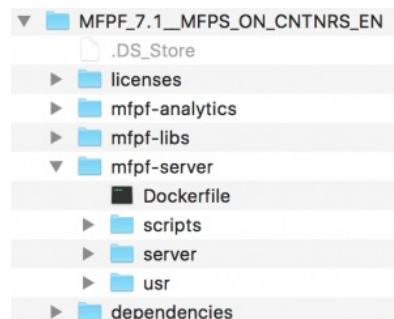 MFPF_7.1__MFPS_ON_CNTNRS_EN
.DS_Store
licenses
mfpf-analytics
mfpf-libs
mfpf-server
Dockerfile
scripts
server
usr
dependencies